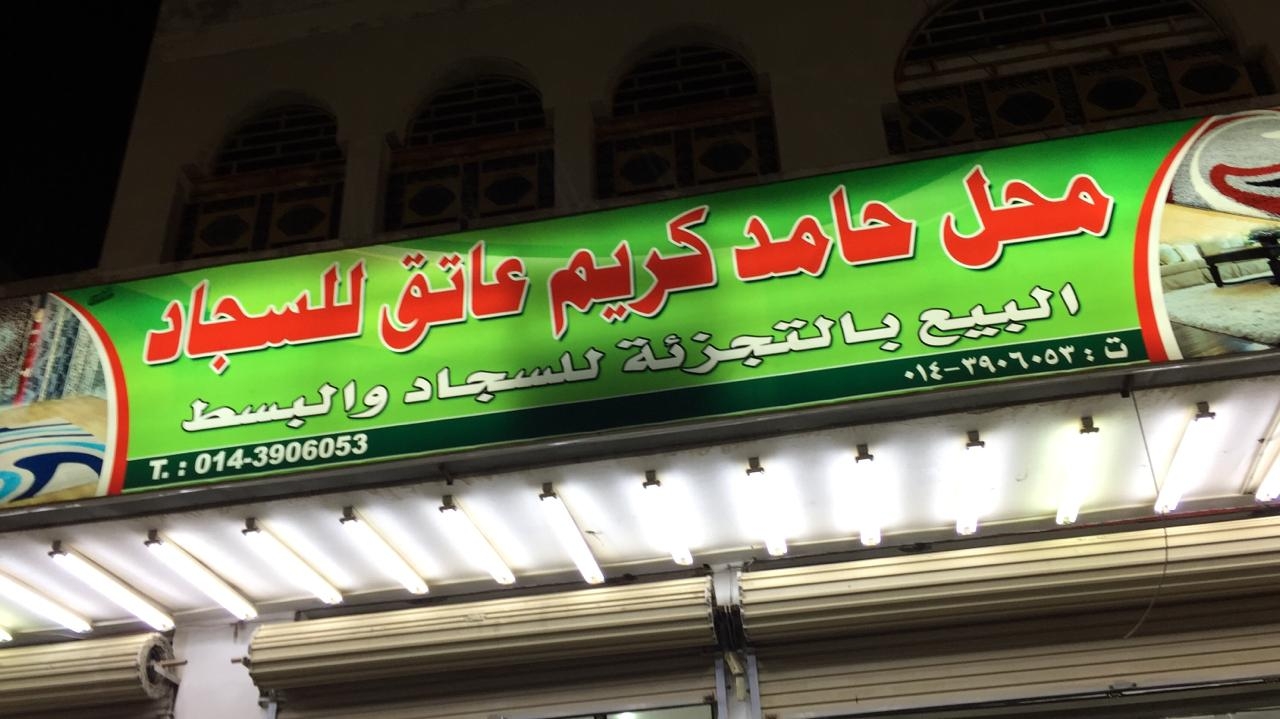 محل حامد كريم عاتق للسجاد
البيع بالتجزئة للسجاد والبسط
ت : ٠١٤-٣٩٠٦٠٥٣
T. : 014-3906053